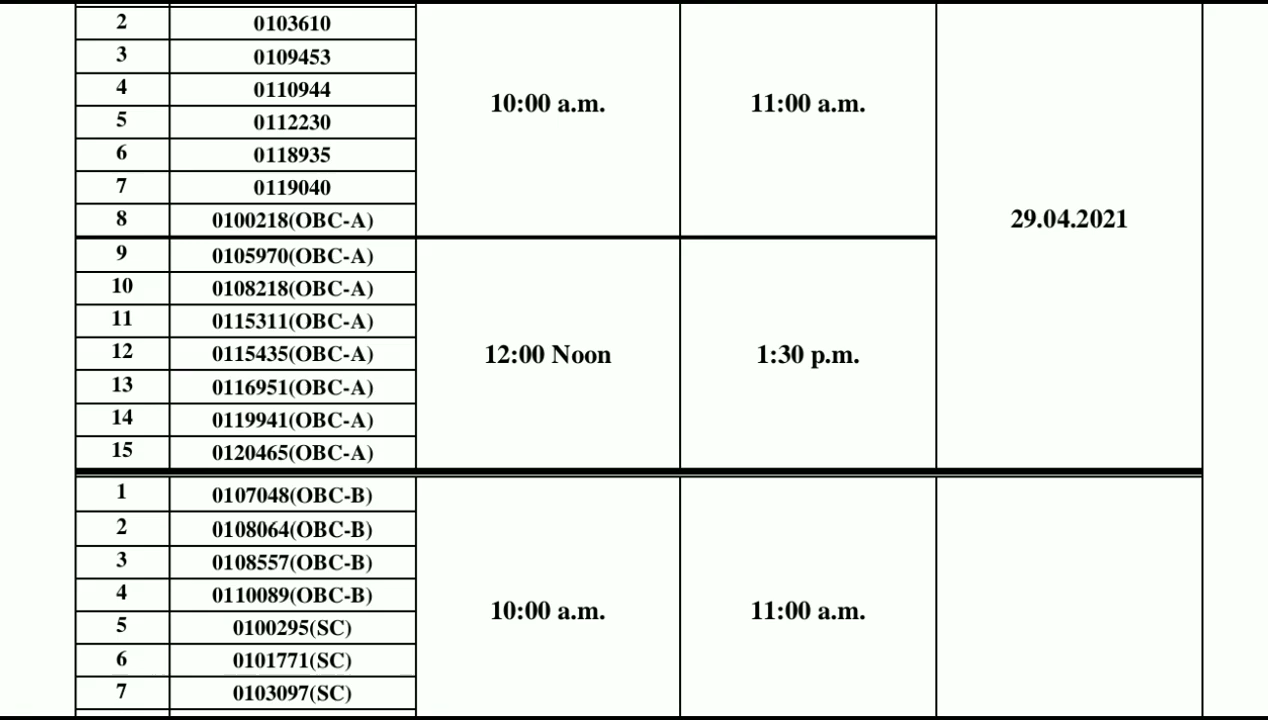 2 0103610
3 0109453
4 0110944
10:00 a.m. 11:00 a.m.
5 0112230
6 0118935
7 0119040
8 0100218(OBC-A)
29.04.2021
9 0105970(OBC-A)
10 0108218(OBC-A)
11 0115311(OBC-A)
12 0115435(OBC-A)
12:00 Noon 1:30 p.m.
13 0116951(OBC-A)
14 0119941(OBC-A)
15 0120465(OBC-A)
1 0107048(OBC-B)
2 0108064(OBC-B)
3 0108557(OBC-B)
4 0110089(OBC-B)
10:00 a.m. 11:00 a.m.
5 0100295(SC)
6 0101771(SC)
7 0103097(SC)